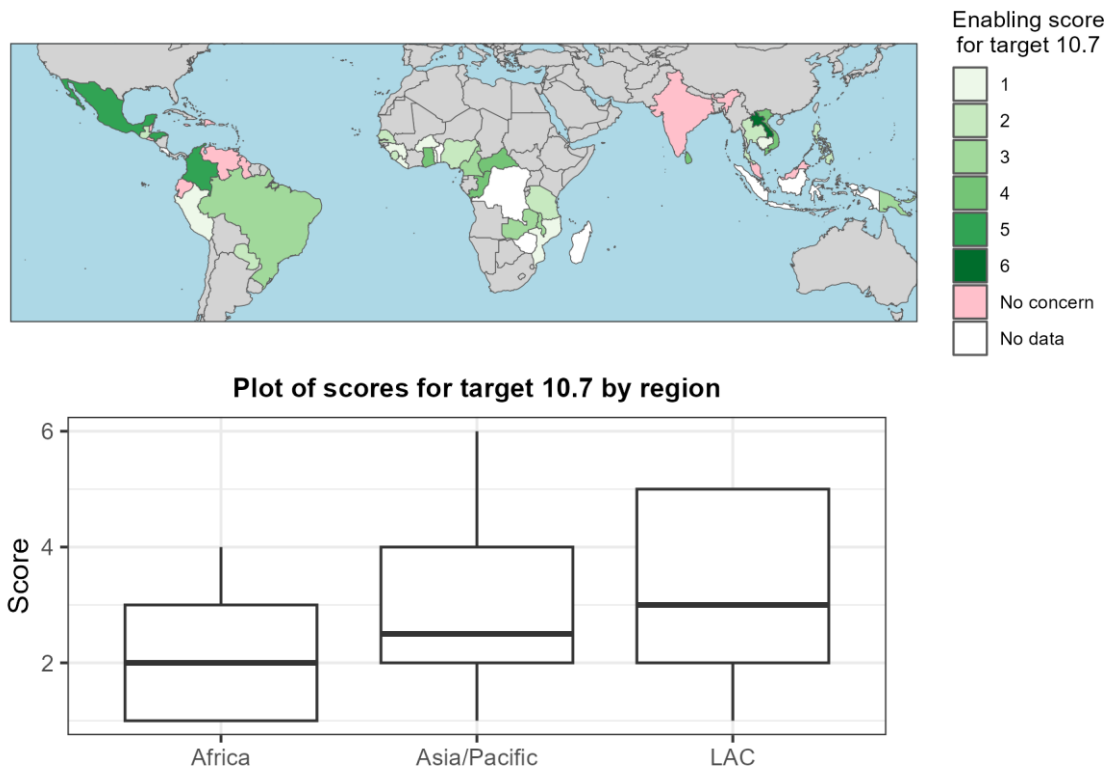 Enabling score
for target 10.7
1
2
3
4
5
6
No concern
No data
Plot of scores for target 10.7 by region
6
4
2
Score
Africa
Asia/Pacific
LAC